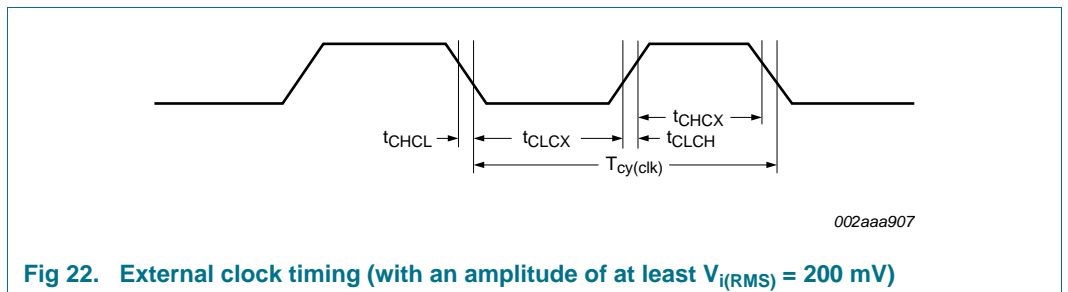 tCHCX
tCHCL tCLCX tCLCH
Tcy(clk)
002aaa907
Fig 22. External clock timing (with an amplitude of at least Vi(RMS) = 200 mV)